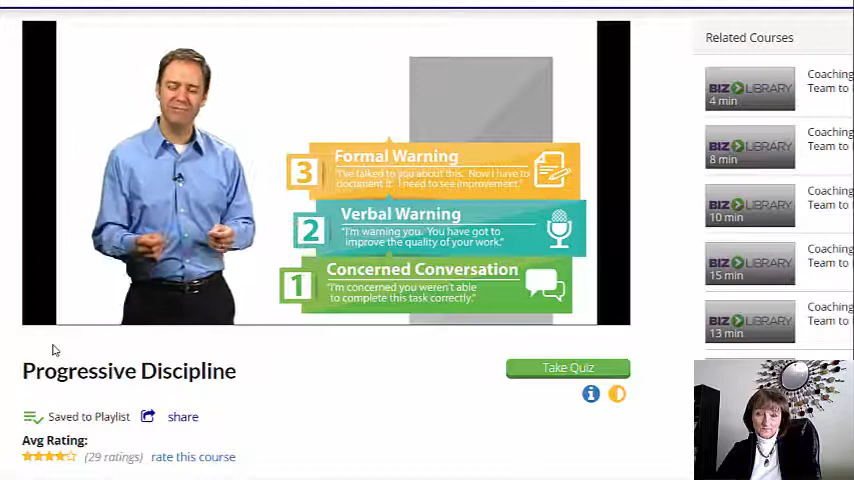 Related Courses
3
Formal Warning
"I've talked to you about this. Now I have to
document it. I need to see improvement."
2
Verbal Warning
"I'm warning you. You have got to
improve the quality of your work."
1
Concerned Conversation
"I'm concerned you weren't able
to complete this task correctly."
BIZ LIBRARY
4 min
Coaching
Team to
BIZ LIBRARY
8 min
Coaching
Team to
BIZ LIBRARY
10 min
Coaching
Team to
BIZ LIBRARY
15 min
Coaching
Team to
BIZ LIBRARY
13 min
Coaching
Team to
Progressive Discipline
Take Quiz
Saved to Playlist
share
Avg Rating:
(29 ratings)
rate this course